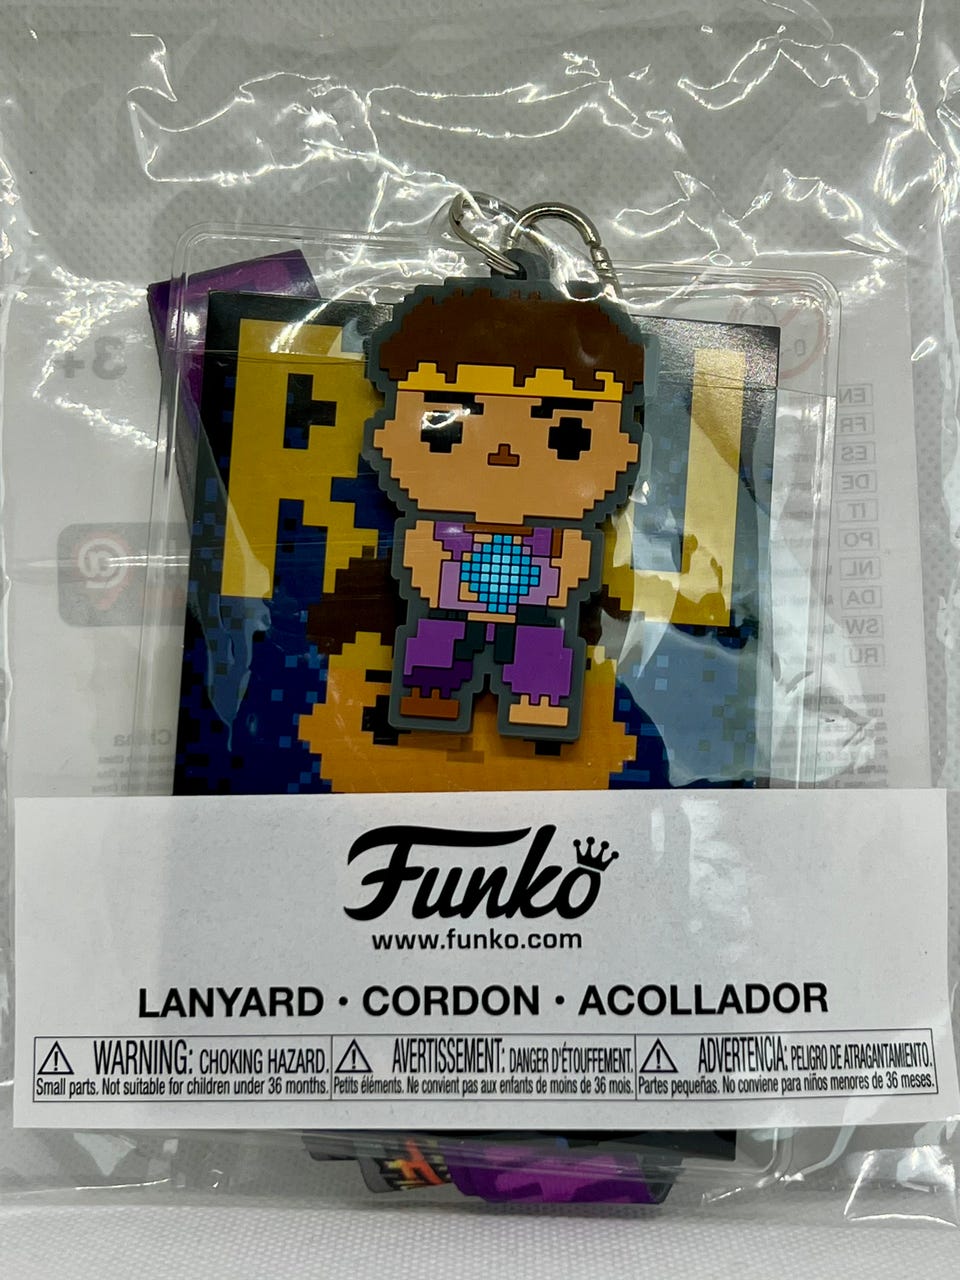 RYU
3+
EN
FR
ES
DE
IT
PO
NL
DA
SW
RU
China
Funko
www.funko.com
LANYARD • CORDON • ACOLLADOR
WARNING: CHOKING HAZARD.
Small parts. Not suitable for children under 36 months.
AVERTISSEMENT: DANGER D'ÉTOUFFEMENT.
Petits éléments. Ne convient pas aux enfants de moins de 36 mois.
ADVERTENCIA: PELIGRO DE ATRAGANTAMIENTO.
Partes pequeñas. No conviene para niños menores de 36 meses.